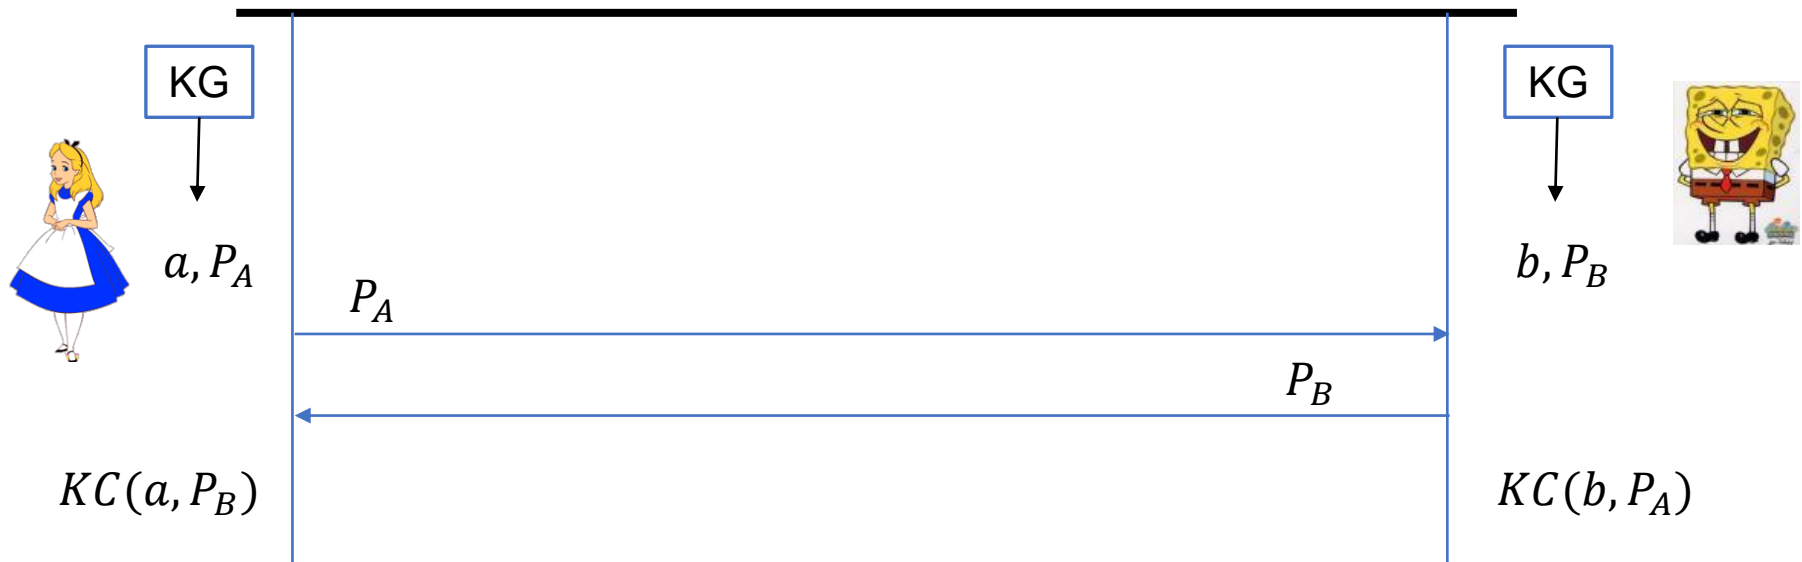 KG
KG
a, P_A
b, P_B
P_A
P_B
KC(a, P_B)
KC(b, P_A)